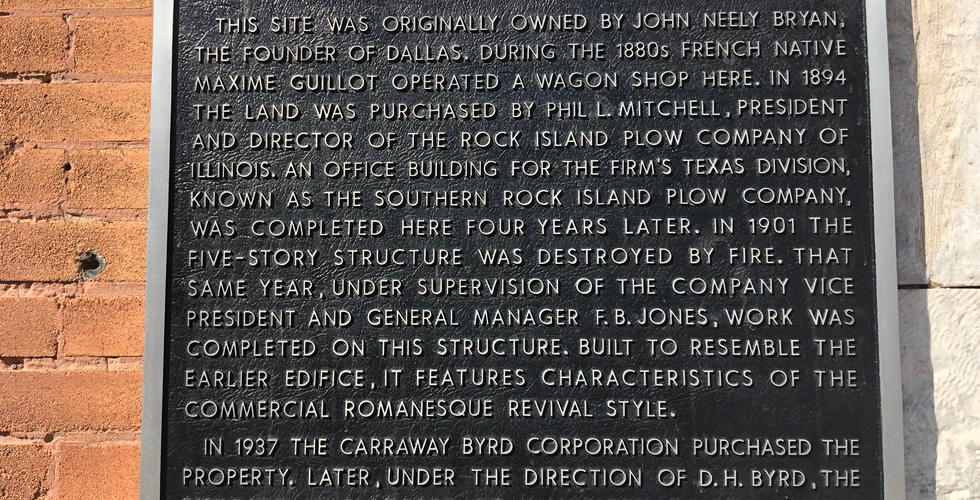 THIS SITE WAS ORIGINALLY OWNED BY JOHN NEELY BRYAN,
THE FOUNDER OF DALLAS. DURING THE 1880s FRENCH NATIVE
MAXIME GUILLOT OPERATED A WAGON SHOP HERE. IN 1894
THE LAND WAS PURCHASED BY PHIL L. MITCHELL, PRESIDENT
AND DIRECTOR OF THE ROCK ISLAND PLOW COMPANY OF
ILLINOIS. AN OFFICE BUILDING FOR THE FIRM'S TEXAS DIVISION,
KNOWN AS THE SOUTHERN ROCK ISLAND PLOW COMPANY,
WAS COMPLETED HERE FOUR YEARS LATER. IN 1901 THE
FIVE-STORY STRUCTURE WAS DESTROYED BY FIRE. THAT
SAME YEAR, UNDER SUPERVISION OF THE COMPANY VICE
PRESIDENT AND GENERAL MANAGER F. B. JONES, WORK WAS
COMPLETED ON THIS STRUCTURE. BUILT TO RESEMBLE THE
EARLIER EDIFICE, IT FEATURES CHARACTERISTICS OF THE
COMMERCIAL ROMANESQUE REVIVAL STYLE.
IN 1937 THE CARRAWAY BYRD CORPORATION PURCHASED THE
PROPERTY. LATER, UNDER THE DIRECTION OF D. H. BYRD, THE